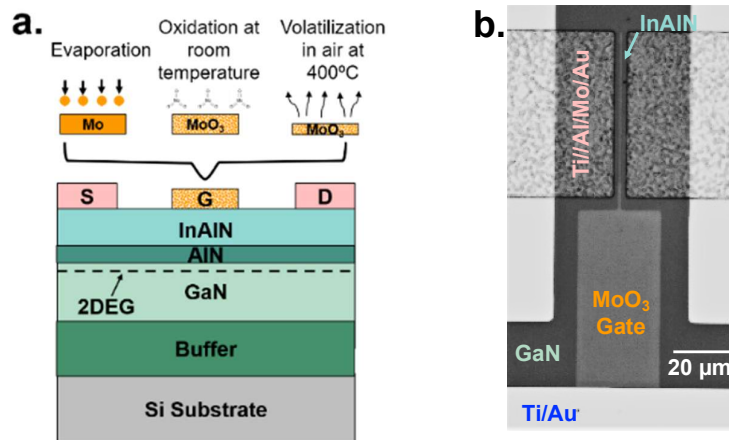 a.
Evaporation
Oxidation at
room
temperature
Volatilization
in air at
400ºC
Mo
MoO₃
MoO₃
S
G
D
InAlN
AlN
2DEG
GaN
Buffer
Si Substrate
b.
InAlN
Ti//Al/Mo/Au
MoO₃
Gate
GaN
20 µm
Ti/Au